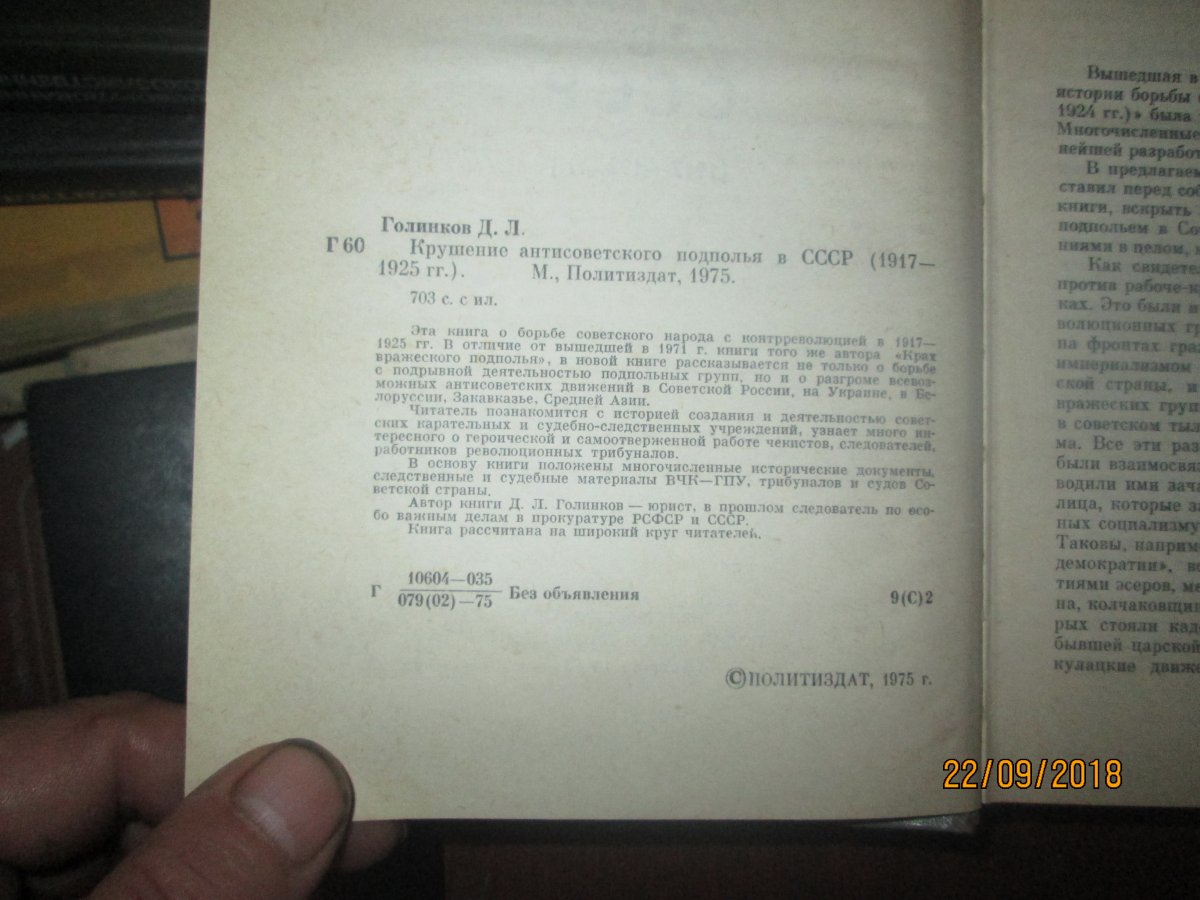 Голинков Д. Л.
Г 60
Крушение антисоветского подполья в СССР (1917—
1925 гг.). М., Политиздат, 1975.
703 с. с ил.
Эта книга о борьбе советского народа с контрреволюцией в 1917—
1925 гг. В отличие от вышедшей в 1971 г. книги того же автора «Крах
вражеского подполья», в новой книге рассказывается не только о борьбе
с подрывной деятельностью подпольных групп, но и о разгроме всевоз-
можных антисоветских движений в Советской России, на Украине, в Бе-
лоруссии, Закавказье, Средней Азии.
Читатель познакомится с историей создания и деятельностью совет-
ских карательных и судебно-следственных учреждений, узнает много ин-
тересного о героической и самоотверженной работе чекистов, следователей,
работников революционных трибуналов.
В основу книги положены многочисленные исторические документы,
следственные и судебные материалы ВЧК—ГПУ, трибуналов и судов Со-
ветской страны.
Автор книги Д. Л. Голинков — юрист, в прошлом следователь по осо-
бо важным делам в прокуратуре РСФСР и СССР.
Книга рассчитана на широкий круг читателей.
Г 10604—035
079(02)—75 Без объявления 9(С)2
© ПОЛИТИЗДАТ, 1975 г.
Вышедшая в
истории борьбы
1924 гг.)» была
Многочисленные
нейшей разработ
В предлагаем
ставил перед соб
книги, вскрыть
подпольем в Со
ниями в целом,
Как свидетел
против рабоче-к
ках. Это были
волюционных гр
на фронтах гра
империализмом
ской страны, и
вражеских груп
в советском тыл
ма. Все эти раз
были взаимосвя
водили ими зача
лица, которые за
ных социализму
Таковы, наприм
демократии», во
тиями эсеров, ме
на, колчаковщин
рых стояли кад
бывшей царской
кулацкие движе
22/09/2018